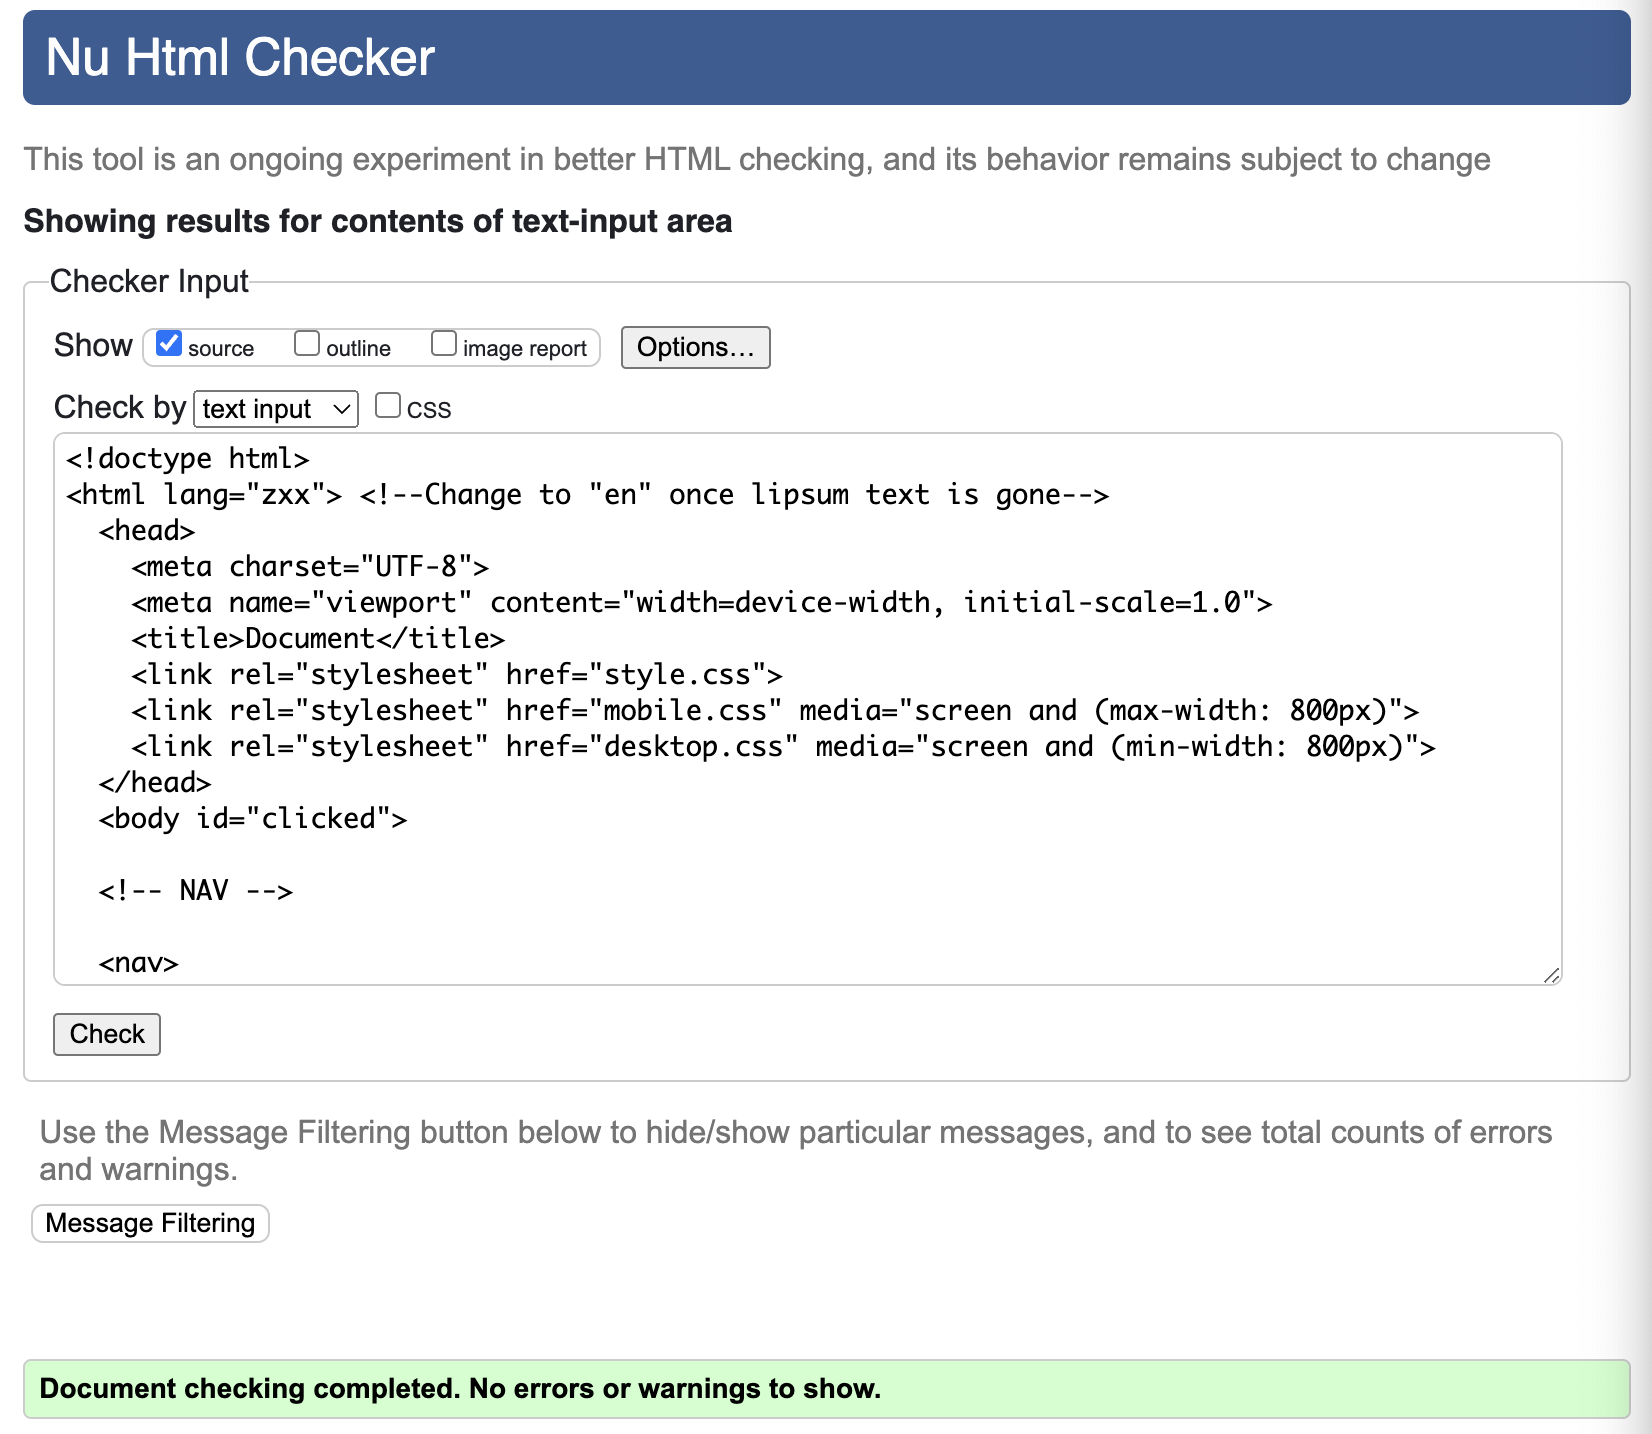 Nu Html Checker
This tool is an ongoing experiment in better HTML checking, and its behavior remains subject to change
Showing results for contents of text-input area
Checker Input
Show source outline image report Options...
Check by text input css
<!doctype html>
<html lang="zxx"> <!--Change to "en" once lipsum text is gone-->
  <head>
    <meta charset="UTF-8">
    <meta name="viewport" content="width=device-width, initial-scale=1.0">
    <title>Document</title>
    <link rel="stylesheet" href="style.css">
    <link rel="stylesheet" href="mobile.css" media="screen and (max-width: 800px)">
    <link rel="stylesheet" href="desktop.css" media="screen and (min-width: 800px)">
  </head>
  <body id="clicked">
  <!-- NAV -->
  <nav>
Check
Use the Message Filtering button below to hide/show particular messages, and to see total counts of errors
and warnings.
Message Filtering
Document checking completed. No errors or warnings to show.